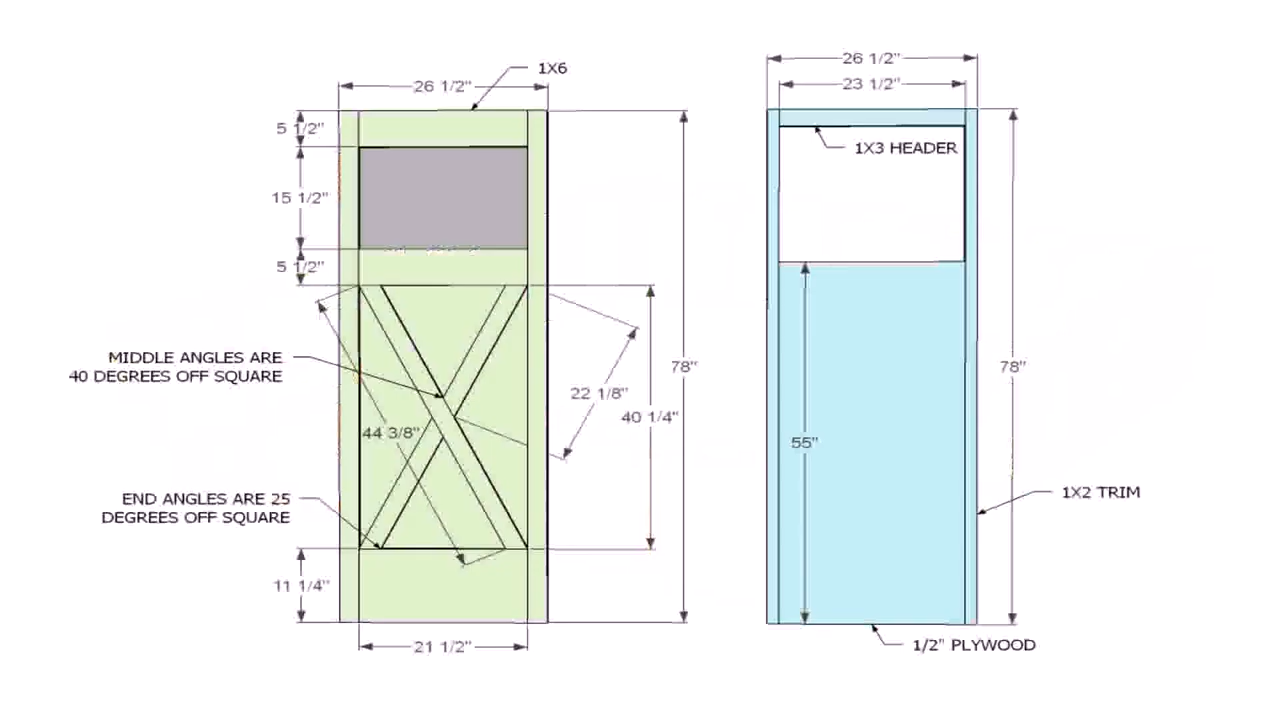 1X6
26 1/2"
5 1/2"
15 1/2"
5 1/2"
MIDDLE ANGLES ARE
40 DEGREES OFF SQUARE
44 3/8"
22 1/8"
78"
40 1/4"
END ANGLES ARE 25
DEGREES OFF SQUARE
11 1/4"
21 1/2"
26 1/2"
23 1/2"
1X3 HEADER
78"
55"
1X2 TRIM
1/2" PLYWOOD